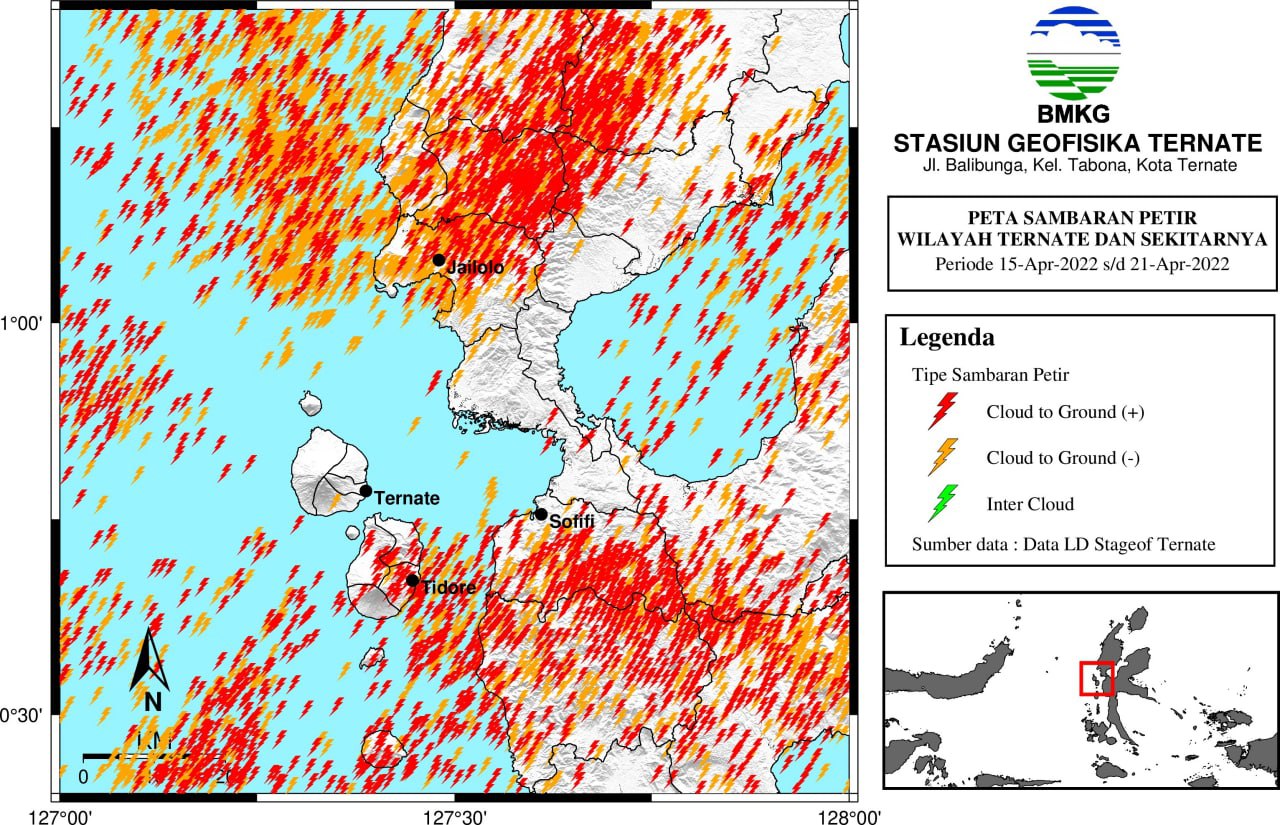 BMKG
STASIUN GEOFISIKA TERNATE
Jl. Balibunga, Kel. Tabona, Kota Ternate
PETA SAMBARAN PETIR
WILAYAH TERNATE DAN SEKITARNYA
Periode 15-Apr-2022 s/d 21-Apr-2022
Legenda
Tipe Sambaran Petir
Cloud to Ground (+)
Cloud to Ground (-)
Inter Cloud
Sumber data : Data LD Stageof Ternate
Jailolo
1°00'
Ternate
Sofifi
Tidore
N
0°30'
KM
0
127°00'
127°30'
128°00'